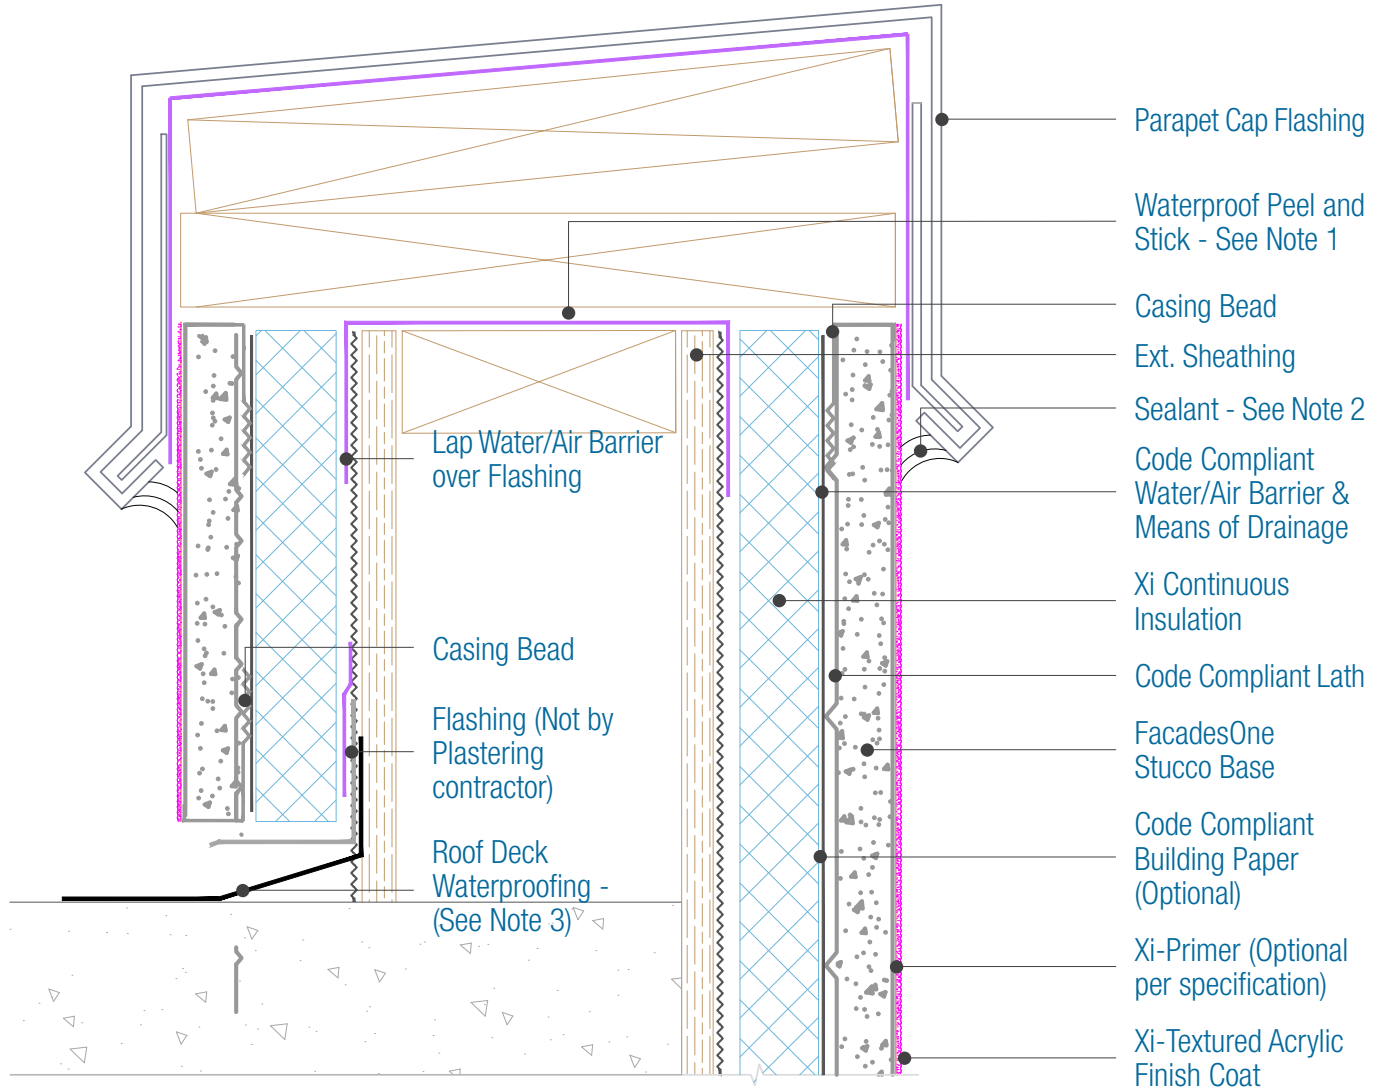 Parapet Cap Flashing
Waterproof Peel and
Stick - See Note 1
Casing Bead
Ext. Sheathing
Sealant - See Note 2
Code Compliant
Water/Air Barrier &
Means of Drainage
Xi Continuous
Insulation
Code Compliant Lath
FacadesOne
Stucco Base
Code Compliant
Building Paper
(Optional)
Xi-Primer (Optional
per specification)
Xi-Textured Acrylic
Finish Coat
Lap Water/Air Barrier
over Flashing
Casing Bead
Flashing (Not by
Plastering
contractor)
Roof Deck
Waterproofing -
(See Note 3)